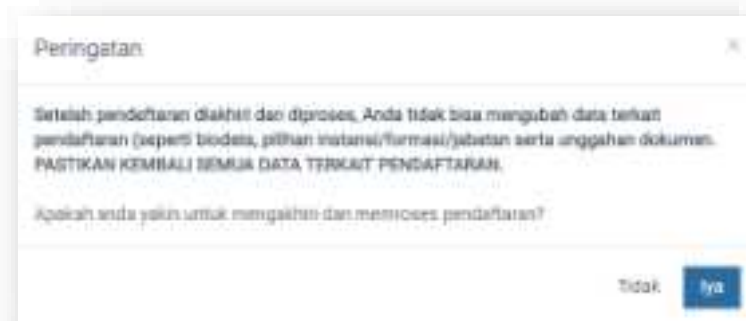 Peringatan
×
Setelah pendaftaran diakhiri dan diproses, Anda tidak bisa mengubah data terkait
pendaftaran (seperti biodata, pilihan instansi/formasi/jabatan serta unggahan dokumen.
PASTIKAN KEMBALI SEMUA DATA TERKAIT PENDAFTARAN.
Apakah anda yakin untuk mengakhiri dan memroses pendaftaran?
Tidak
Iya